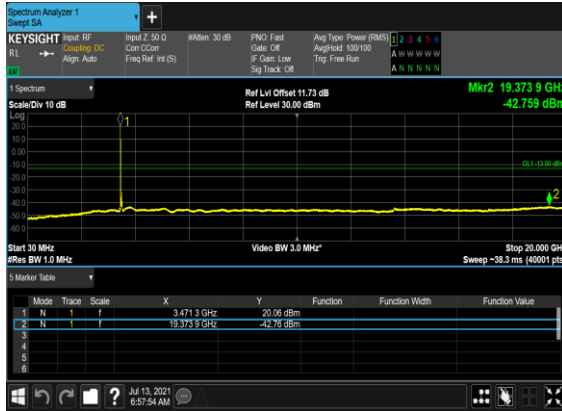 Spectrum Analyzer 1
Swept SA
+
KEYSIGHT Input: RF Input Z: 50 Ω #Atten: 30 dB PNO: Fast Avg Type: Power (RMS) 1 2 3 4 5 6
RL Coupling: DC Corr CCorr Gate: Off Avg|Hold: 100/100 A W W W W W
Align: Auto Freq Ref: Int (S) IF Gain: Low Trig: Free Run
Sig Track: Off A N N N N N
1 Spectrum Ref Lvl Offset 11.73 dB Mkr2 19.373 9 GHz
Scale/Div 10 dB Ref Level 30.00 dBm -42.759 dBm
Log
20.0
10.0
0.00
-10.0
-20.0
-30.0
-40.0
-50.0
-60.0
1
DL1 -13.00 dBm
2
Start 30 MHz Video BW 3.0 MHz* Stop 20.000 GHz
#Res BW 1.0 MHz Sweep ~38.3 ms (40001 pts)
5 Marker Table
Mode Trace Scale X Y Function Function Width Function Value
1 N 1 f 3.471 3 GHz 20.06 dBm
2 N 1 f 19.373 9 GHz -42.76 dBm
3
4
5
6
? Jul 13, 2021
6:57:54 AM